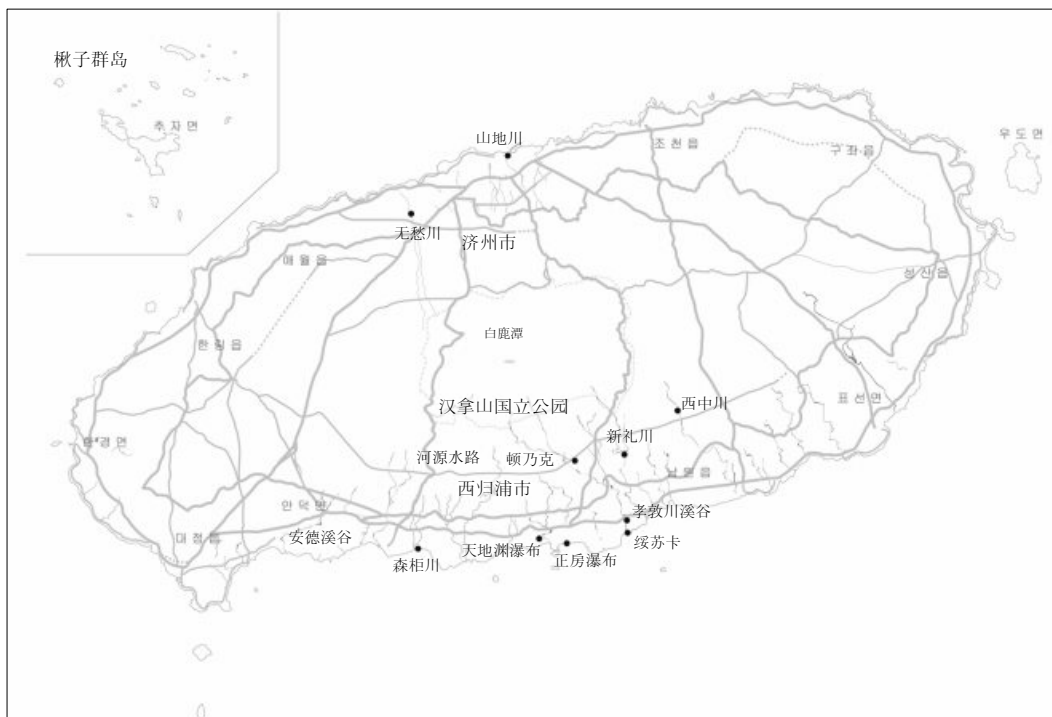 楸子群岛
추자면
우도면
山地川
조천읍
구좌읍
无愁川
济州市
애월읍
성산읍
白鹿潭
한림읍
汉拿山国立公园
西中川
표선면
新礼川
한경면
河源水路
顿乃克
남원읍
西归浦市
안덕면
孝敦川溪谷
대정읍
安德溪谷
天地渊瀑布
绥苏卡
森柜川
正房瀑布